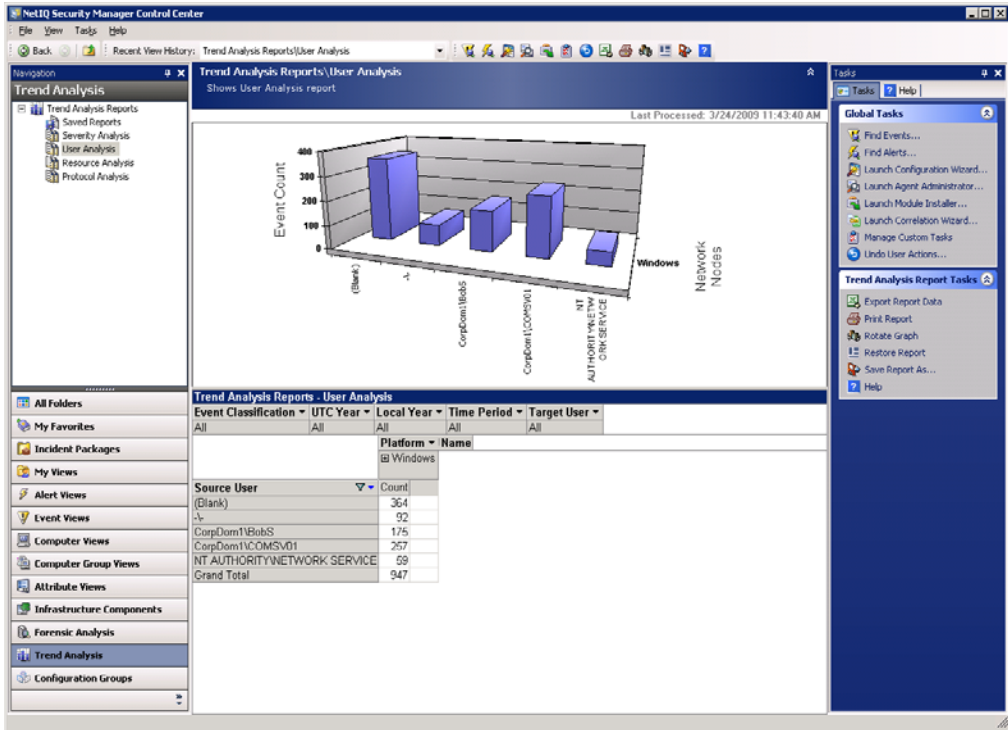 NetIQ Security Manager Control Center
File View Tasks Help
Back Recent View History: Trend Analysis Reports\User Analysis
Navigation
Trend Analysis
Trend Analysis Reports
Saved Reports
Severity Analysis
User Analysis
Resource Analysis
Protocol Analysis
All Folders
My Favorites
Incident Packages
My Views
Alert Views
Event Views
Computer Views
Computer Group Views
Attribute Views
Infrastructure Components
Forensic Analysis
Trend Analysis
Configuration Groups
Trend Analysis Reports\User Analysis
Shows User Analysis report
Last Processed: 3/24/2009 11:43:40 AM
Event Count
400
300
200
100
0
(Blank)
-\-
CorpDom1\BobS
CorpDom1\COMSV01
NT
AUTHORITY\NETW
ORK SERVICE
Windows
Network
Nodes
Trend Analysis Reports - User Analysis
Event Classification UTC Year Local Year Time Period Target User
All All All All All
Platform Name
Windows
Source User Count
(Blank) 364
-\- 92
CorpDom1\BobS 175
CorpDom1\COMSV01 257
NT AUTHORITY\NETWORK SERVICE 59
Grand Total 947
Tasks
Tasks Help
Global Tasks
Find Events...
Find Alerts...
Launch Configuration Wizard...
Launch Agent Administrator...
Launch Module Installer...
Launch Correlation Wizard...
Manage Custom Tasks
Undo User Actions...
Trend Analysis Report Tasks
Export Report Data
Print Report
Rotate Graph
Restore Report
Save Report As...
Help